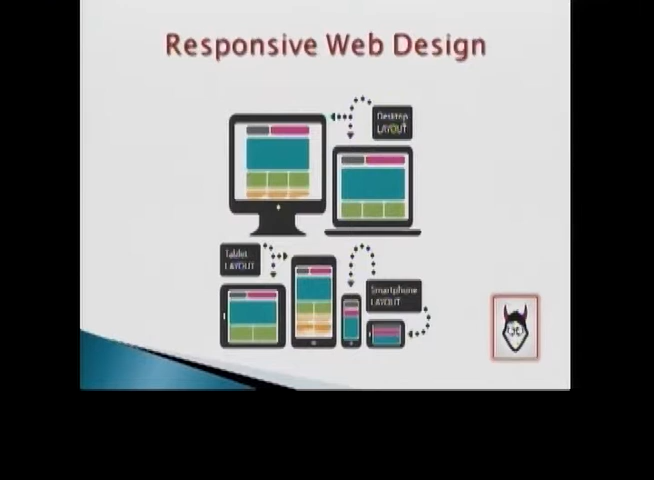 Responsive Web Design
Desktop
LAYOUT
Tablet
LAYOUT
Smartphone
LAYOUT